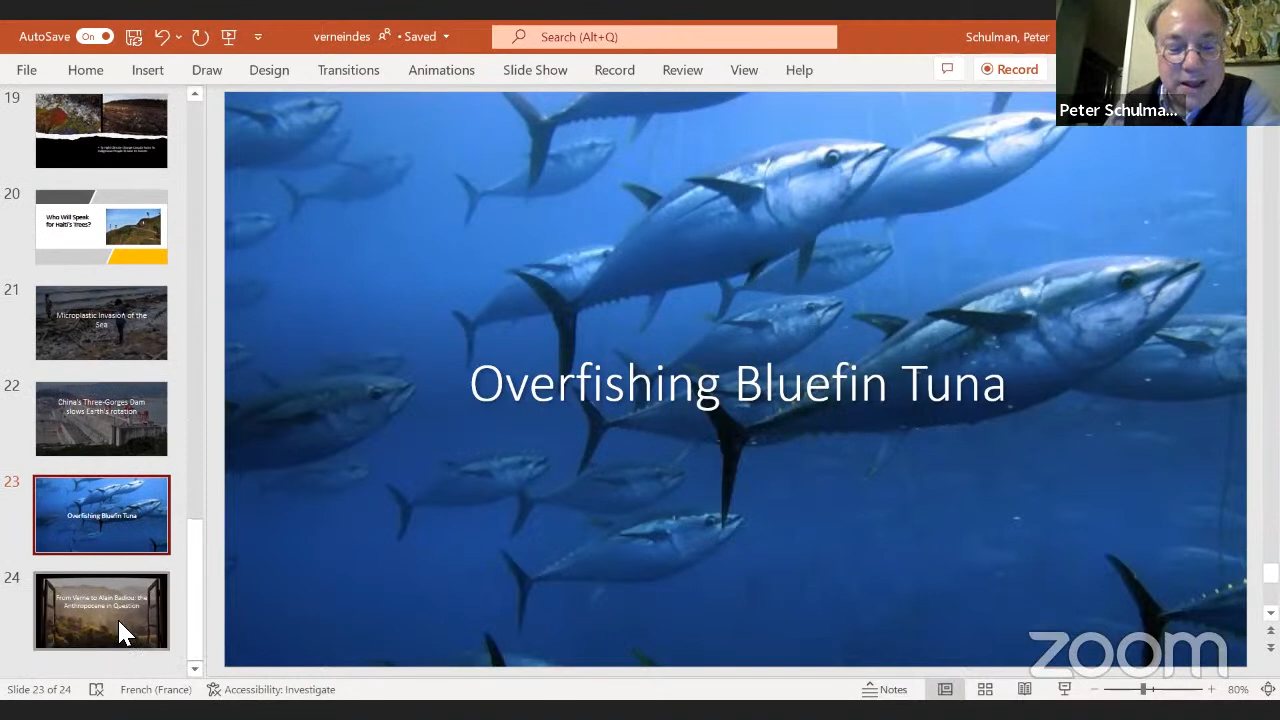 AutoSave On verneindes • Saved Search (Alt+Q) Schulman, Peter
File Home Insert Draw Design Transitions Animations Slide Show Record Review View Help Record
Peter Schulma...
19
20
Who Will Speak
for Haiti's Trees?
21
Microplastic Invasion of the
Sea
22
China's Three-Gorges Dam
slows Earth's rotation
23
Overfishing Bluefin Tuna
24
From Verne to Alain Badiou: the
Anthropocene in Question
Overfishing Bluefin Tuna
zoom
Slide 23 of 24 French (France) Accessibility: Investigate Notes 80%